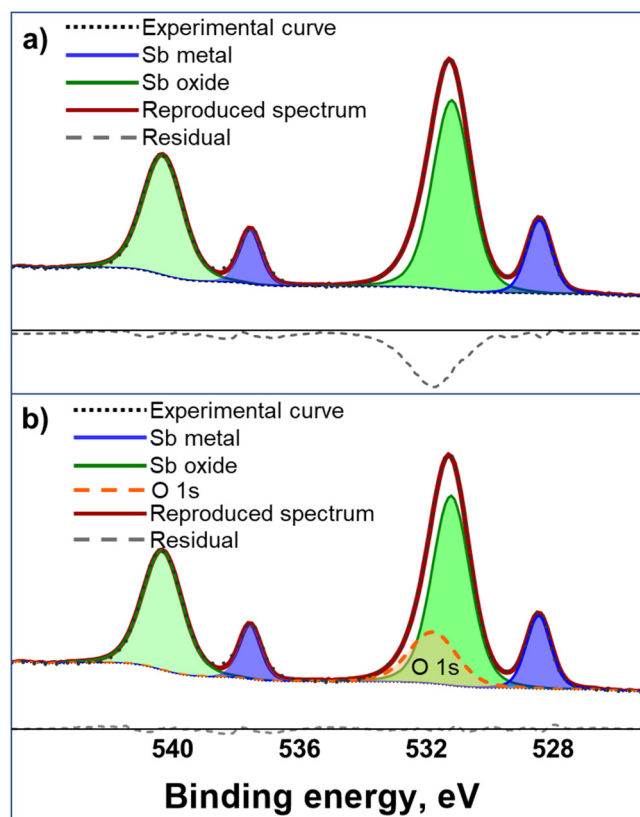 a)
Experimental curve
Sb metal
Sb oxide
Reproduced spectrum
Residual
b)
Experimental curve
Sb metal
Sb oxide
O 1s
Reproduced spectrum
Residual
O 1s
540 536 532 528
Binding energy, eV